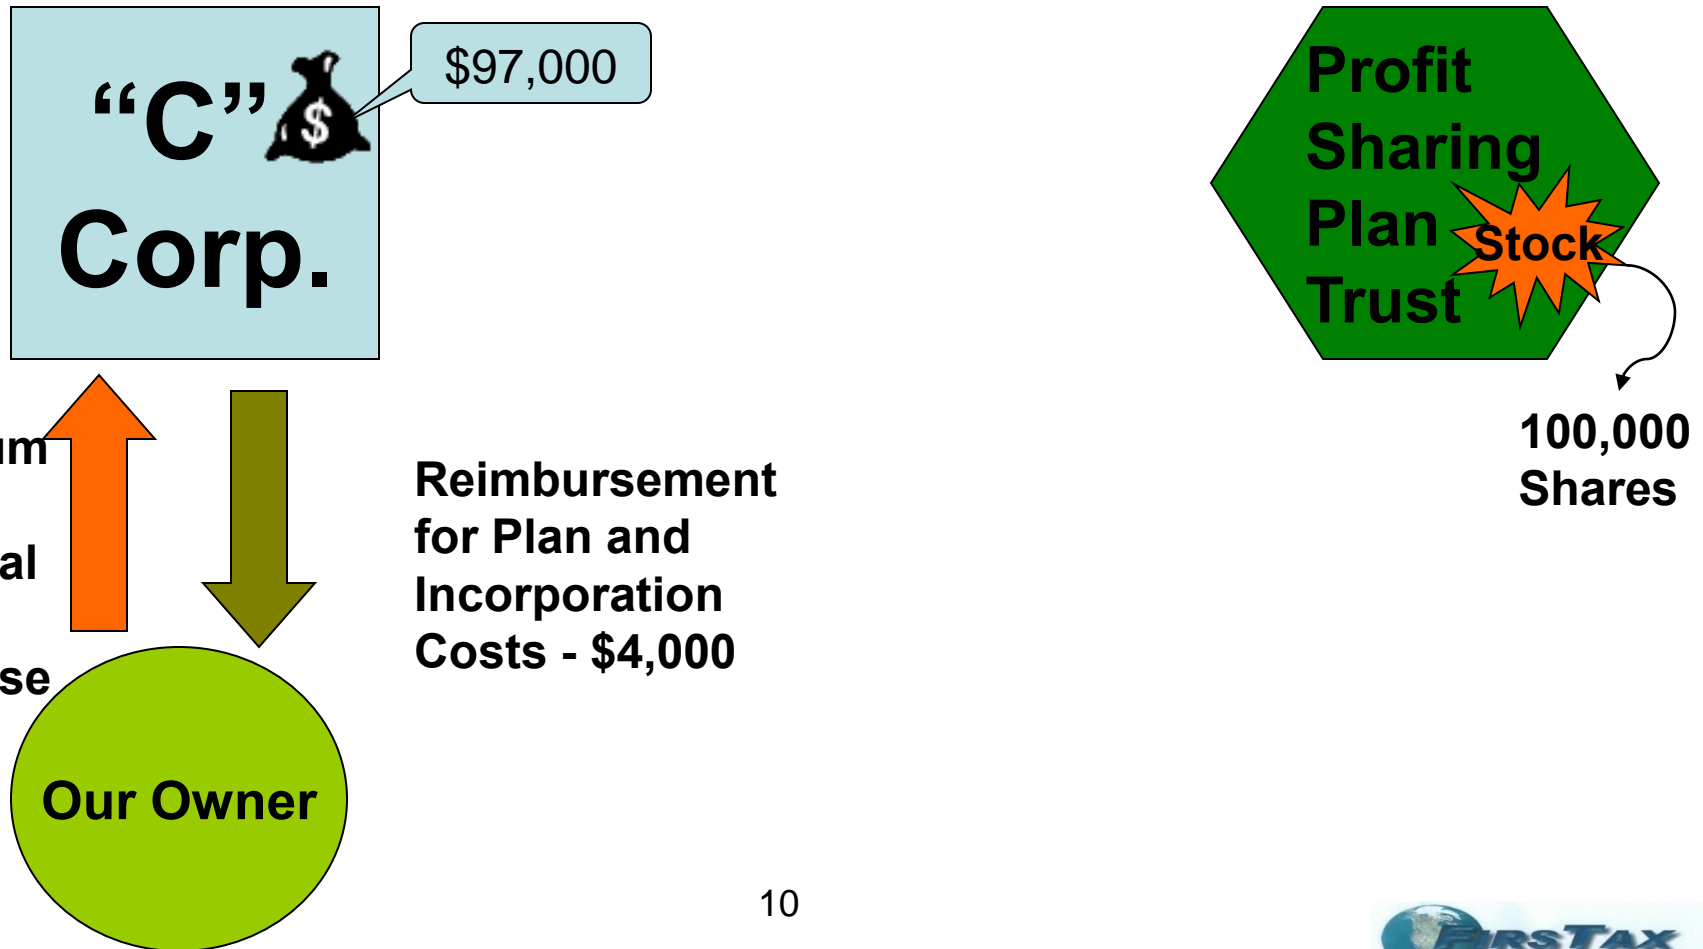 “C”
Corp.
$
$97,000
Profit
Sharing
Plan
Trust
Stock
100,000
Shares
um
al
se
Reimbursement
for Plan and
Incorporation
Costs - $4,000
Our Owner
10
FIRSTAX